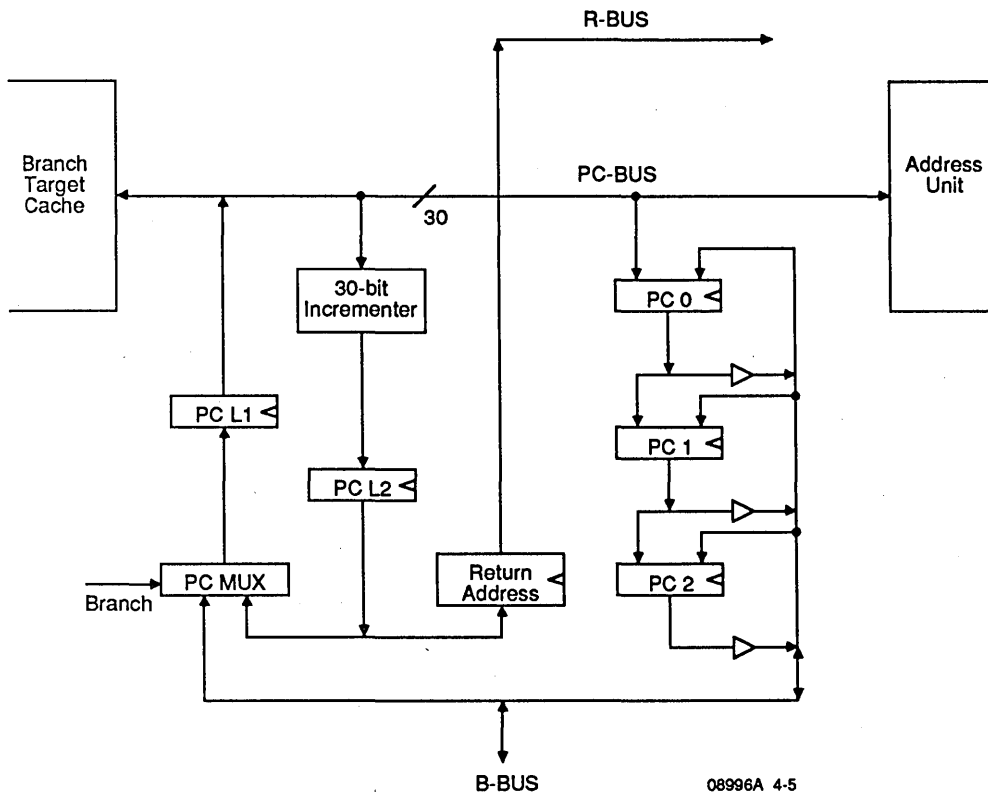 R-BUS
Branch
Target
Cache
PC-BUS
Address
Unit
30
30-bit
Incrementer
PC 0
PC L1
PC 1
PC L2
PC MUX
Branch
Return
Address
PC 2
B-BUS
08996A 4-5